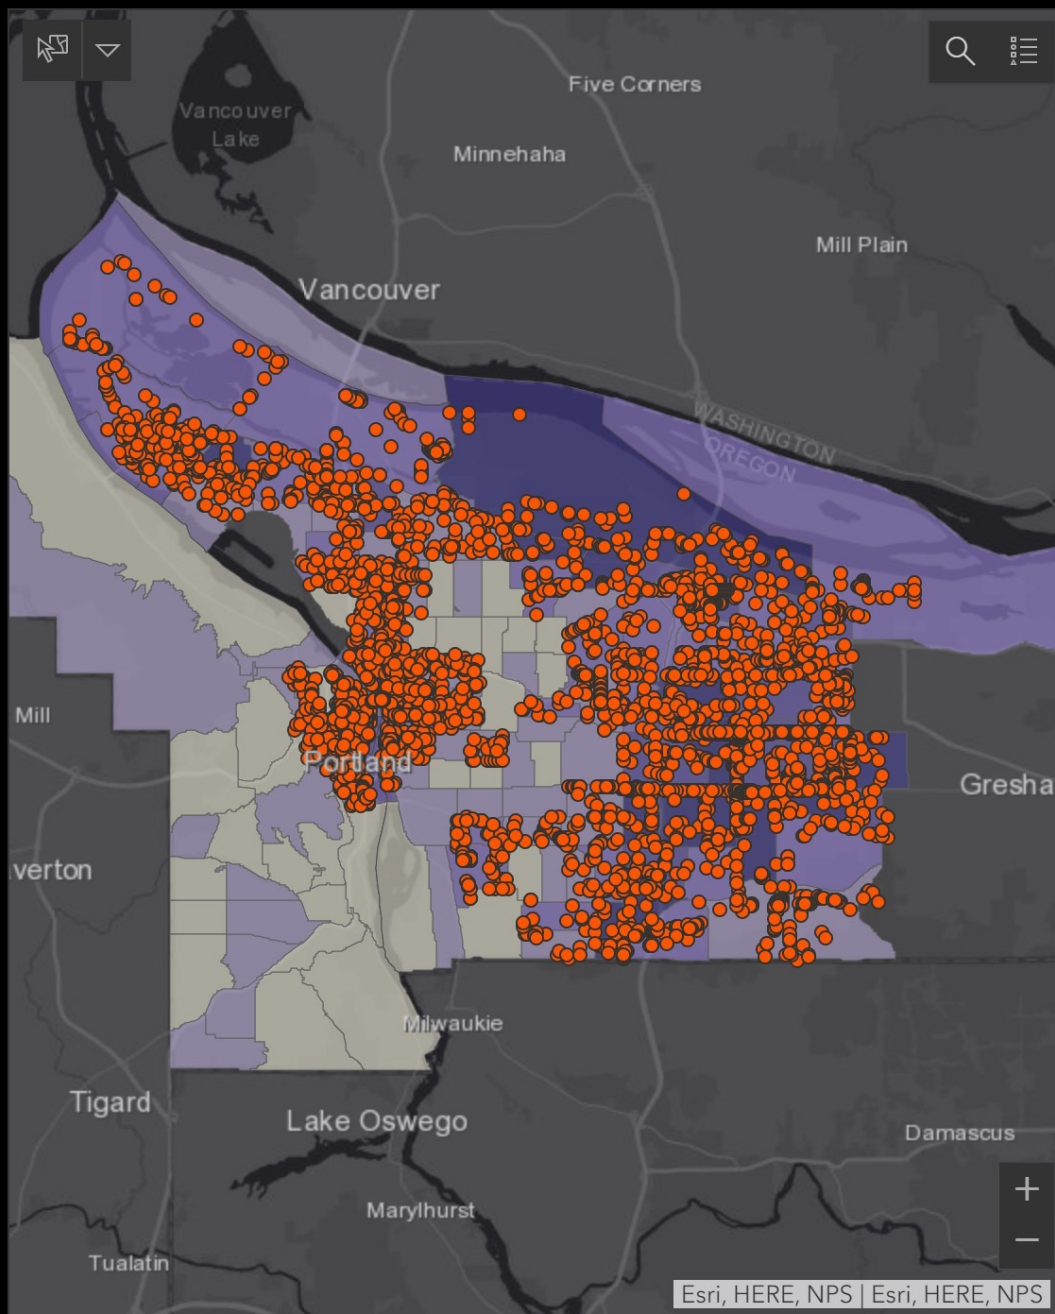 Five Corners
Vancouver
Lake
Minnehaha
Mill Plain
Vancouver
WASHINGTON
OREGON
Mill
Portland
Gresha
verton
Milwaukie
Tigard
Lake Oswego
Damascus
Marylhurst
Tualatin
+
−
Esri, HERE, NPS | Esri, HERE, NPS